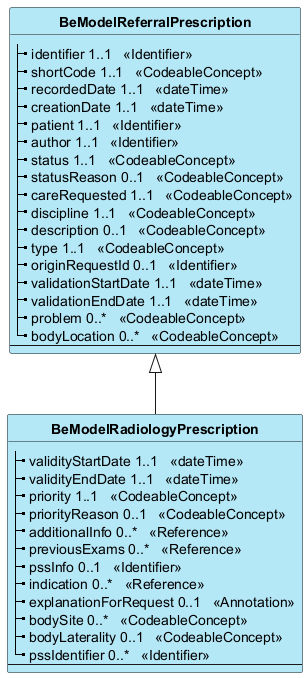 BeModelReferralPrescription
identifier 1..1 «Identifier»
shortCode 1..1 «CodeableConcept»
recordedDate 1..1 «dateTime»
creationDate 1..1 «dateTime»
patient 1..1 «Identifier»
author 1..1 «Identifier»
status 1..1 «CodeableConcept»
statusReason 0..1 «CodeableConcept»
careRequested 1..1 «CodeableConcept»
discipline 0..1 «CodeableConcept»
description 0..1 «CodeableConcept»
type 1..1 «CodeableConcept»
originRequestId 0..1 «Identifier»
validationStartDate 1..1 «dateTime»
validationEndDate 1..1 «dateTime»
problem 0..* «CodeableConcept»
bodyLocation 0..* «CodeableConcept»
BeModelRadiologyPrescription
validityStartDate 1..1 «dateTime»
validityEndDate 1..1 «dateTime»
priority 1..1 «CodeableConcept»
priorityReason 0..1 «CodeableConcept»
additionalInfo 0..* «Reference»
previousExams 0..* «Reference»
pssInfo 0..1 «Identifier»
indication 0..* «Reference»
explanationForRequest 0..1 «Annotation»
bodySite 0..* «CodeableConcept»
bodyLaterality 0..1 «CodeableConcept»
pssIdentifier 0..* «Identifier»